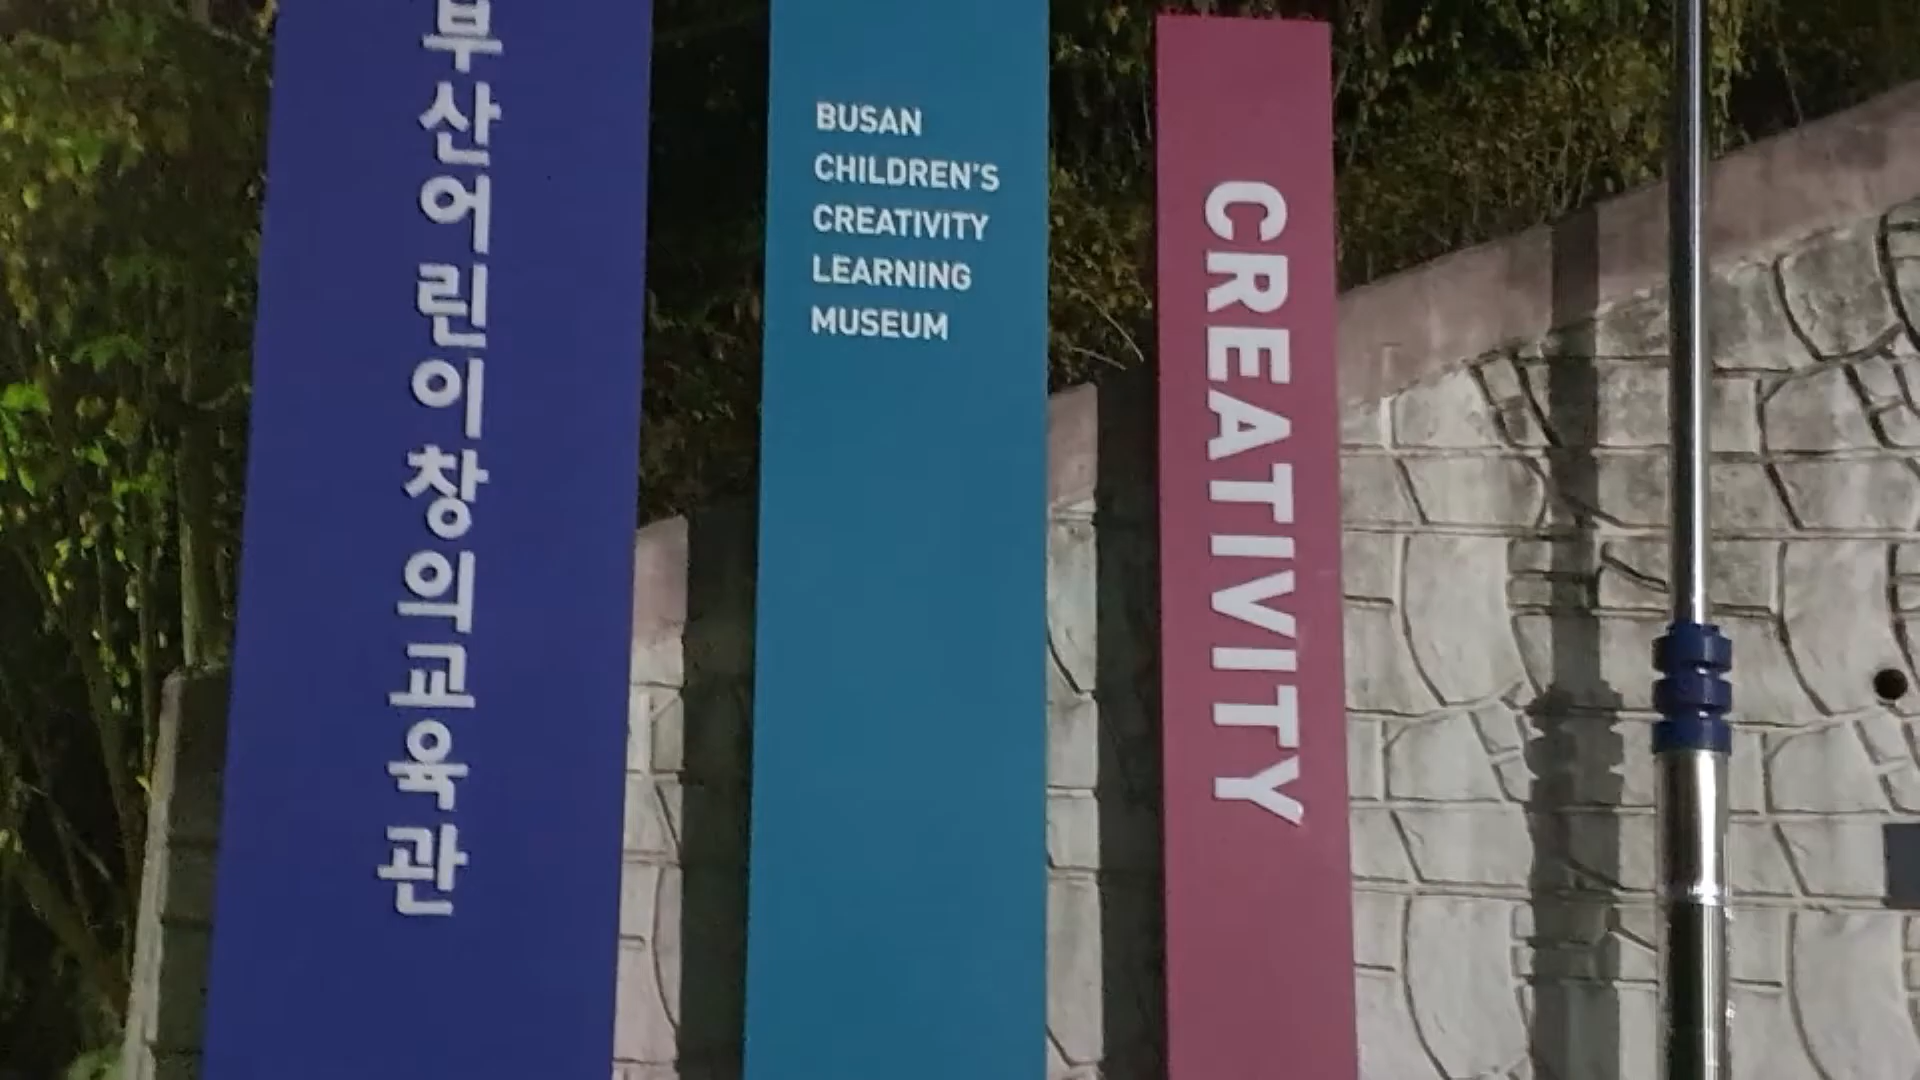 부산어린이창의교육관
BUSAN
CHILDREN'S
CREATIVITY
LEARNING
MUSEUM
CREATIVITY